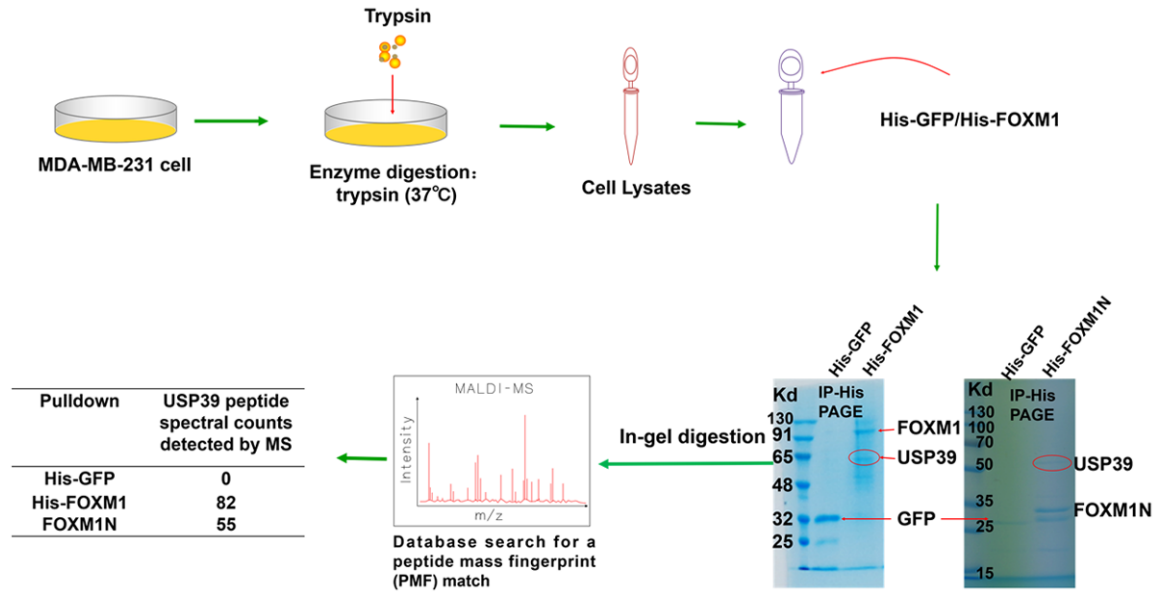 Trypsin
MDA-MB-231 cell
Enzyme digestion:
trypsin (37℃)
Cell Lysates
His-GFP/His-FOXM1
His-GFP
His-FOXM1
Kd
IP-His
PAGE
130
91
65
48
32
25
FOXM1
USP39
GFP
His-GFP
His-FOXM1N
Kd
IP-His
PAGE
130
100
70
50
35
25
15
USP39
FOXM1N
In-gel digestion
MALDI-MS
Intensity
m/z
Database search for a
peptide mass fingerprint
(PMF) match
Pulldown USP39 peptide
spectral counts
detected by MS
His-GFP 0
His-FOXM1 82
FOXM1N 55